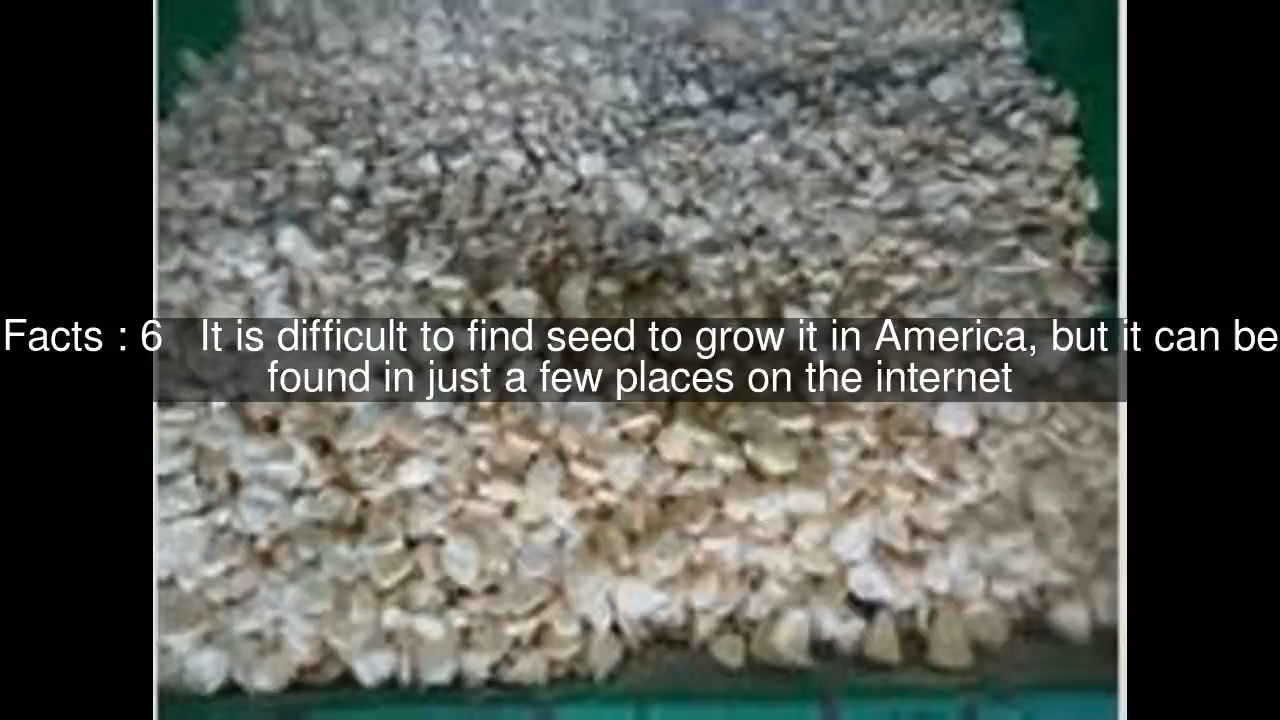 Facts : 6   It is difficult to find seed to grow it in America, but it can be
found in just a few places on the internet